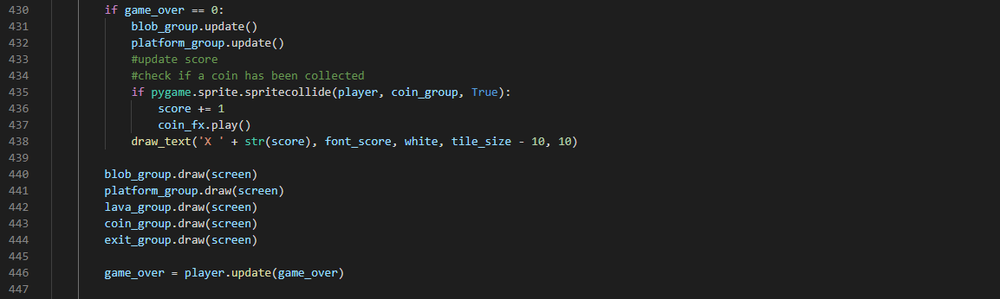 430 if game_over == 0:
431 blob_group.update()
432 platform_group.update()
433 #update score
434 #check if a coin has been collected
435 if pygame.sprite.spritecollide(player, coin_group, True):
436 score += 1
437 coin_fx.play()
438 draw_text('X ' + str(score), font_score, white, tile_size - 10, 10)
439
440 blob_group.draw(screen)
441 platform_group.draw(screen)
442 lava_group.draw(screen)
443 coin_group.draw(screen)
444 exit_group.draw(screen)
445
446 game_over = player.update(game_over)
447